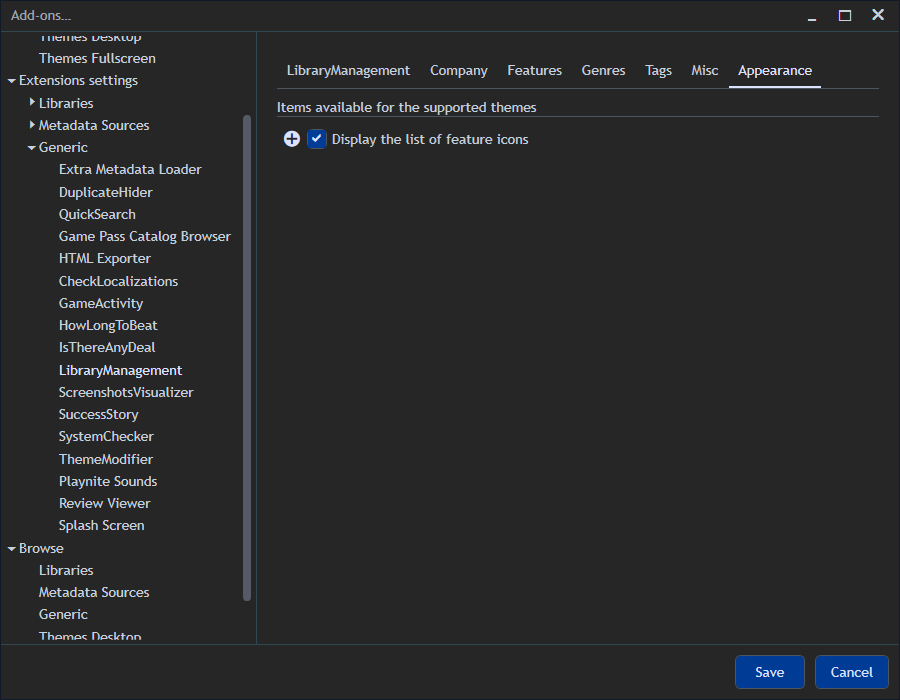 Add-ons...
Themes Desktop
Themes Fullscreen
Extensions settings
Libraries
Metadata Sources
Generic
Extra Metadata Loader
DuplicateHider
QuickSearch
Game Pass Catalog Browser
HTML Exporter
CheckLocalizations
GameActivity
HowLongToBeat
IsThereAnyDeal
LibraryManagement
ScreenshotsVisualizer
SuccessStory
SystemChecker
ThemeModifier
Playnite Sounds
Review Viewer
Splash Screen
Browse
Libraries
Metadata Sources
Generic
Themes Desktop
LibraryManagement Company Features Genres Tags Misc Appearance
Items available for the supported themes
Display the list of feature icons
Save Cancel